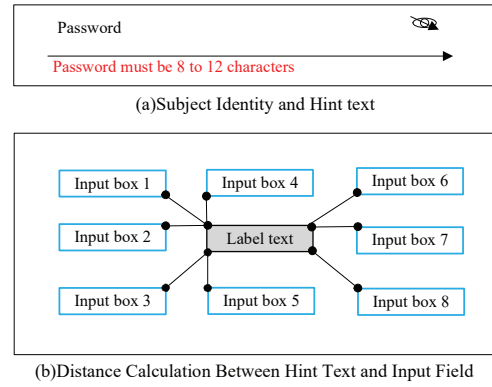 Password
Password must be 8 to 12 characters
(a)Subject Identity and Hint text
Input box 1
Input box 4
Input box 6
Input box 2
Label text
Input box 7
Input box 3
Input box 5
Input box 8
(b)Distance Calculation Between Hint Text and Input Field